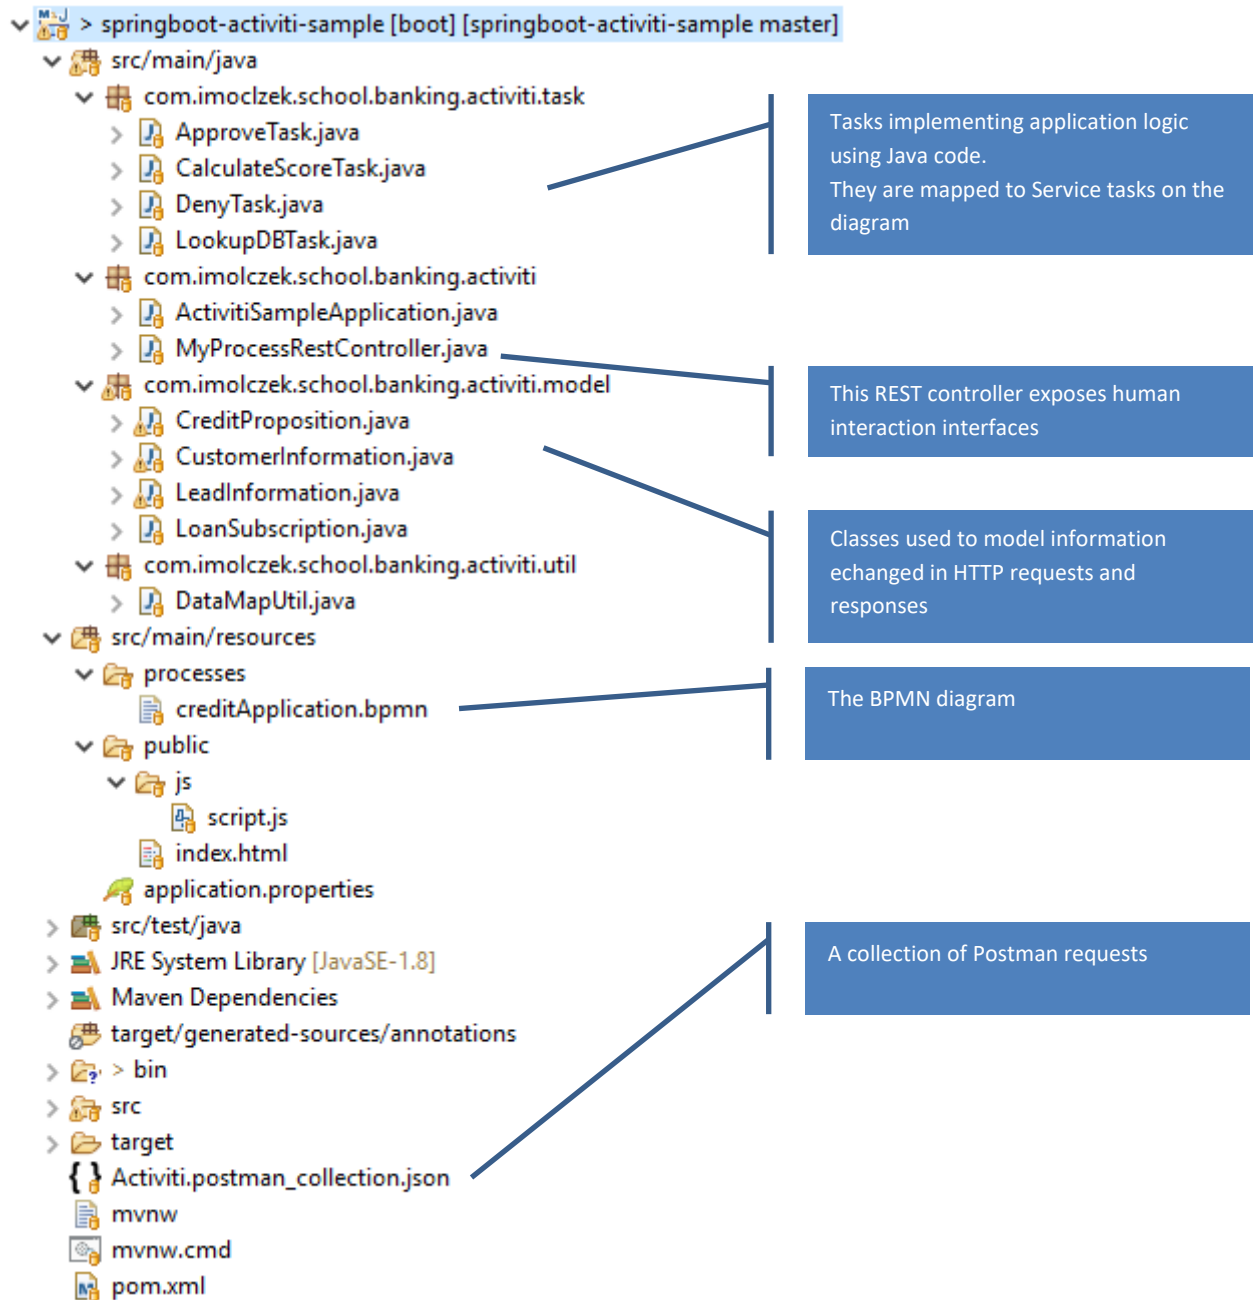 > springboot-activiti-sample [boot] [springboot-activiti-sample master]
src/main/java
com.imoclzek.school.banking.activiti.task
ApproveTask.java
CalculateScoreTask.java
DenyTask.java
LookupDBTask.java
com.imolczek.school.banking.activiti
ActivitiSampleApplication.java
MyProcessRestController.java
com.imolczek.school.banking.activiti.model
CreditProposition.java
CustomerInformation.java
LeadInformation.java
LoanSubscription.java
com.imolczek.school.banking.activiti.util
DataMapUtil.java
src/main/resources
processes
creditApplication.bpmn
public
js
script.js
index.html
application.properties
src/test/java
JRE System Library [JavaSE-1.8]
Maven Dependencies
target/generated-sources/annotations
> bin
src
target
Activiti.postman_collection.json
mvnw
mvnw.cmd
pom.xml
Tasks implementing application logic
using Java code.
They are mapped to Service tasks on the
diagram
This REST controller exposes human
interaction interfaces
Classes used to model information
echanged in HTTP requests and
responses
The BPMN diagram
A collection of Postman requests